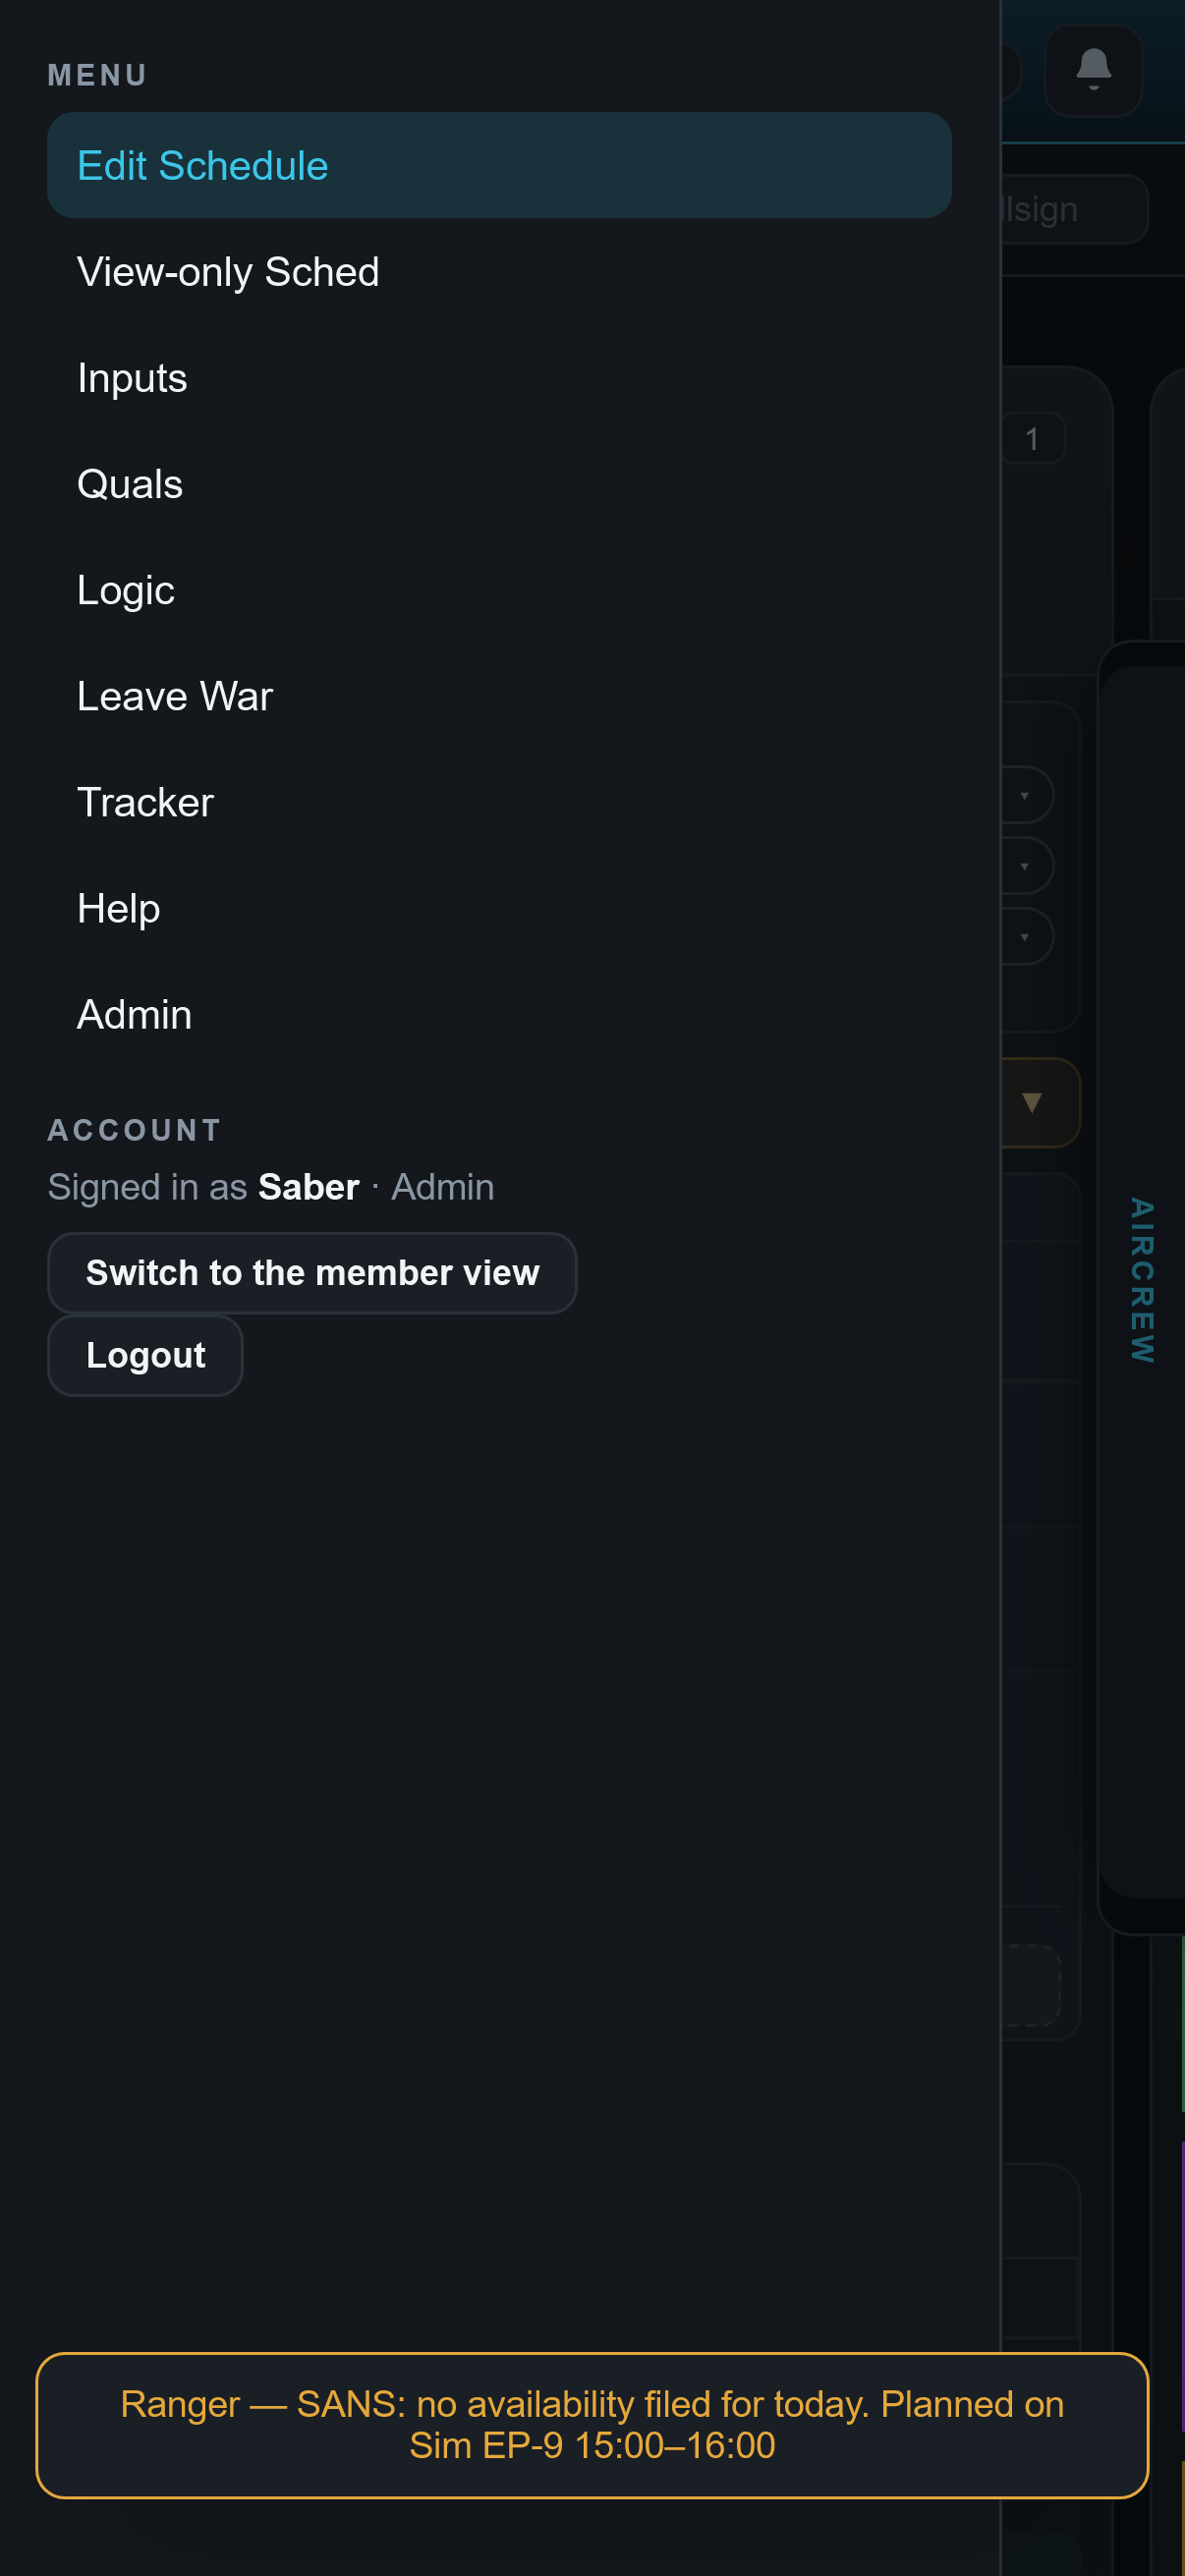 MENU
Edit Schedule
llsign
View-only Sched
Inputs
1
Quals
Logic
Leave War
Tracker
Help
Admin
ACCOUNT
Signed in as Saber · Admin
AIRCREW
Switch to the member view
Logout
Ranger — SANS: no availability filed for today. Planned on
Sim EP-9 15:00–16:00